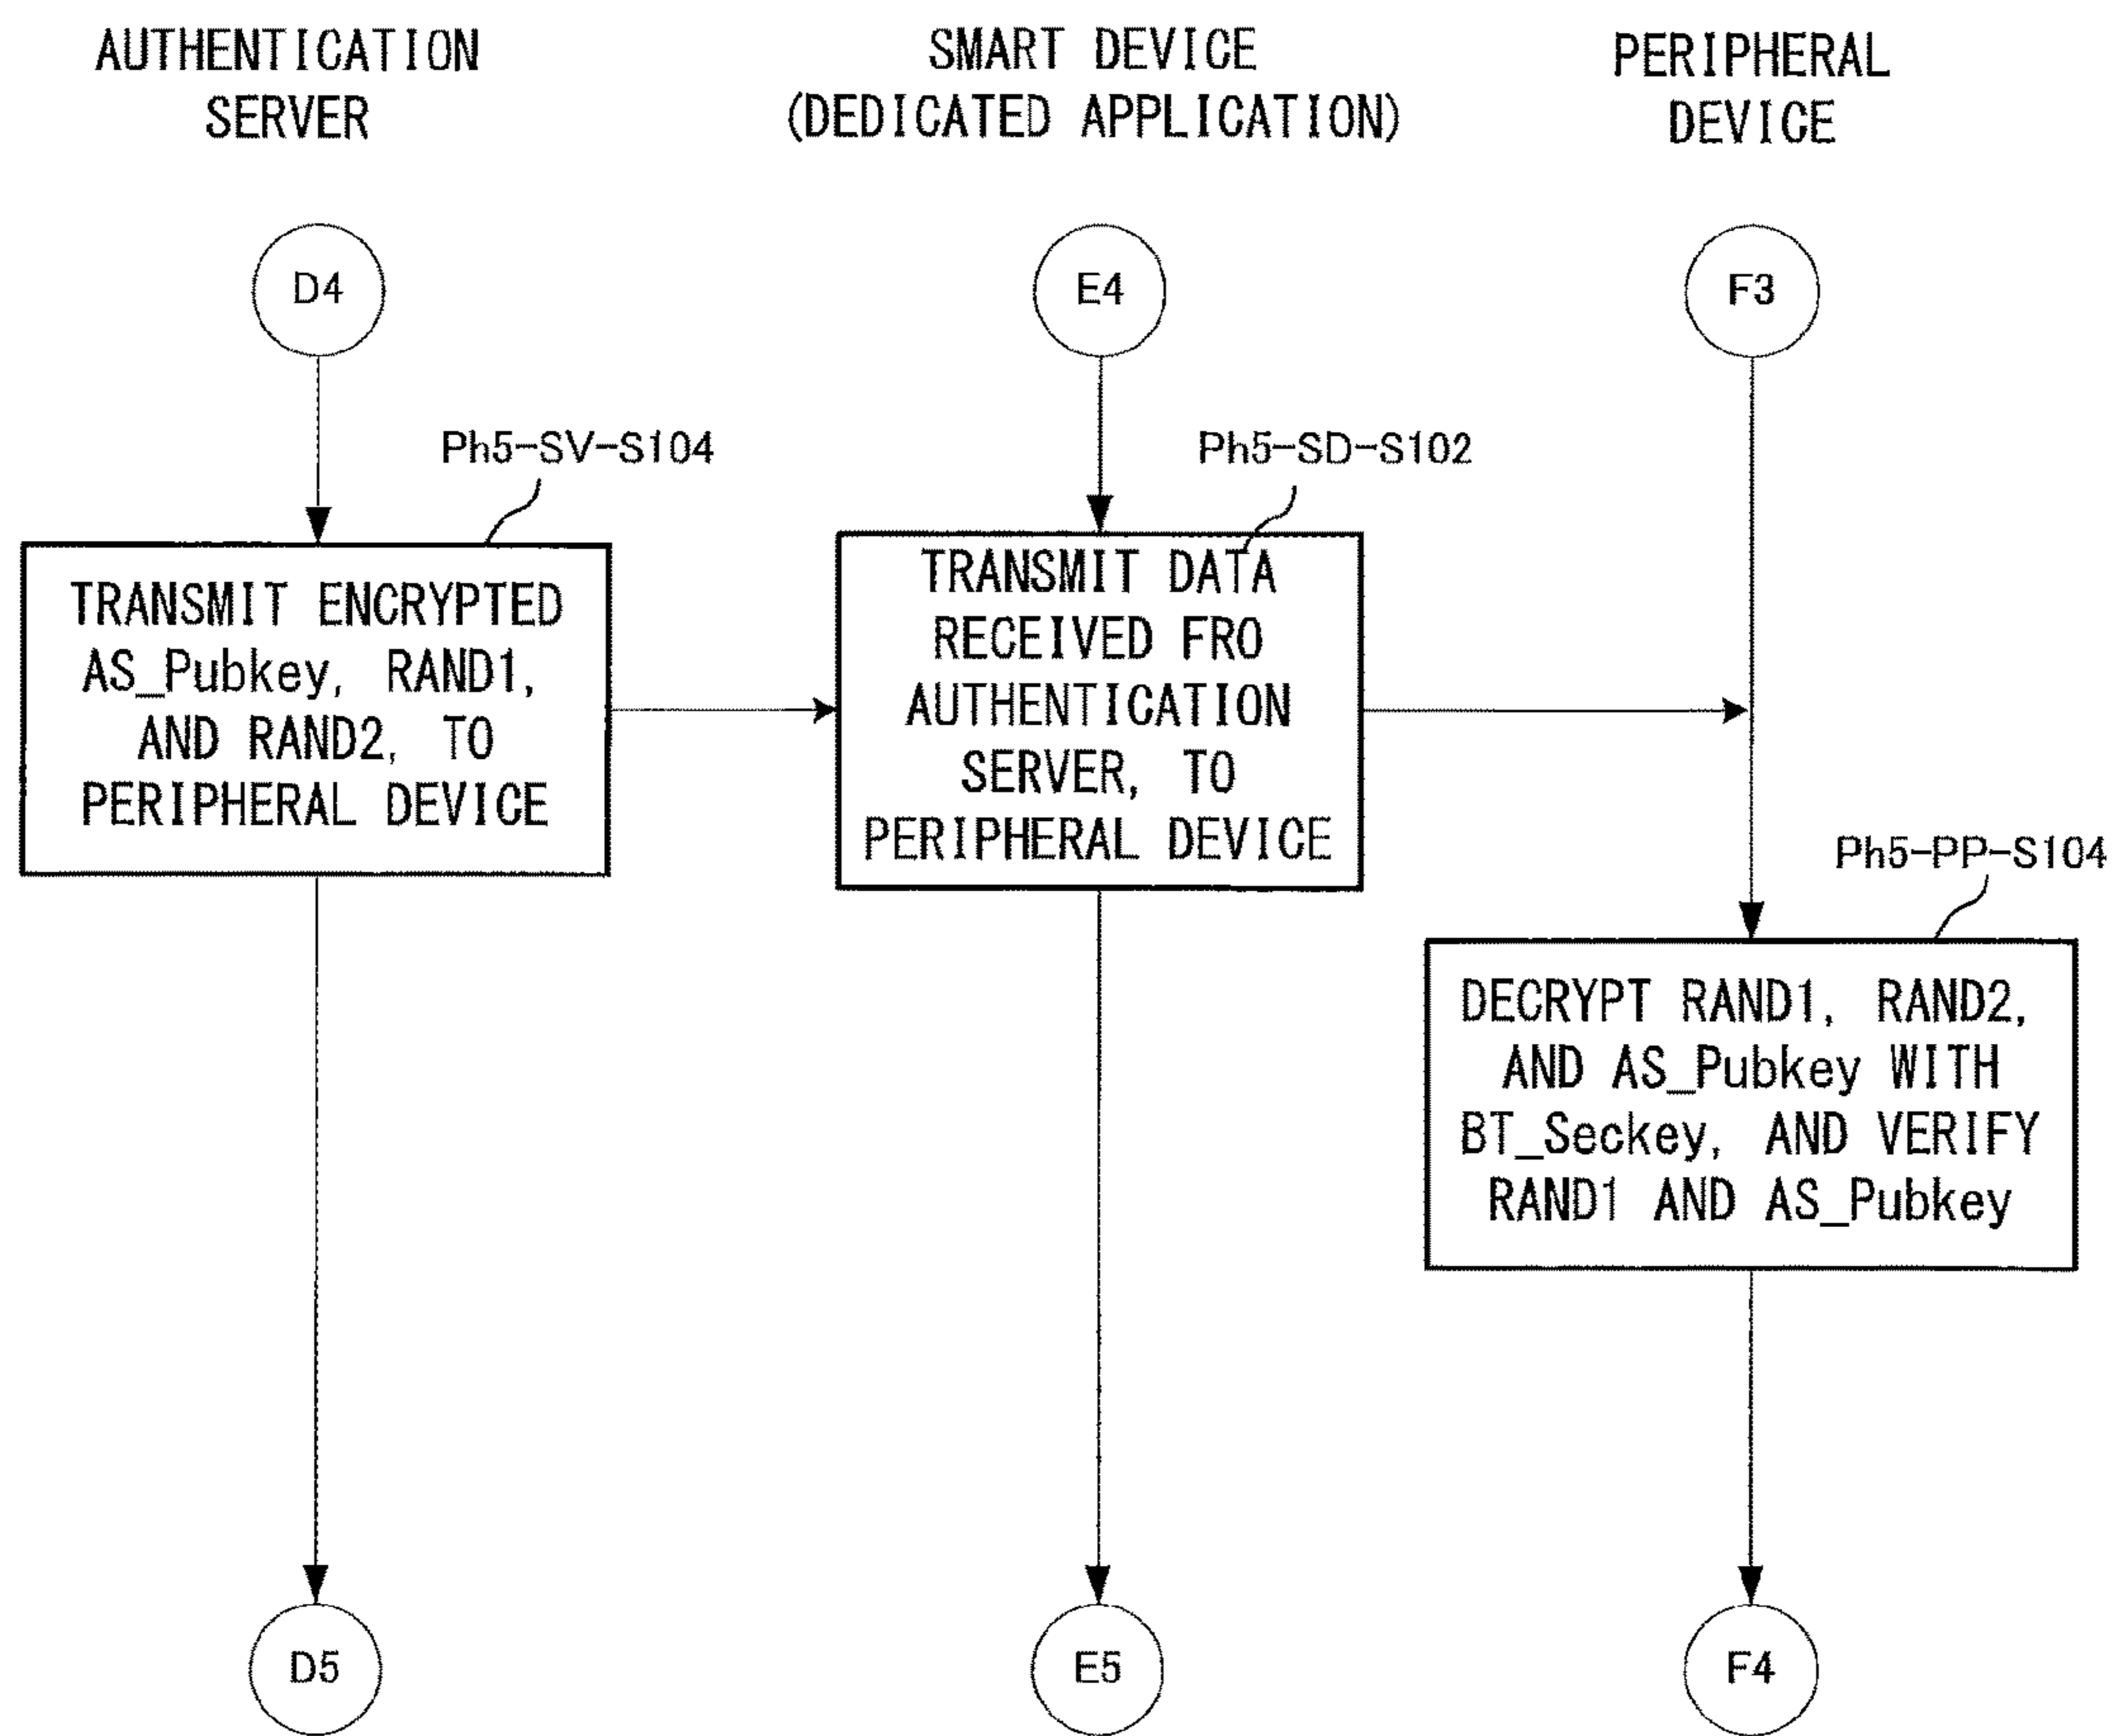 AUTHENTICATION
SERVER
SMART DEVICE
(DEDICATED APPLICATION)
PERIPHERAL
DEVICE
D4
E4
F3
Ph5-SV-S104
Ph5-SD-S102
TRANSMIT ENCRYPTED
AS_Pubkey, RAND1,
AND RAND2, TO
PERIPHERAL DEVICE
TRANSMIT DATA
RECEIVED FRO
AUTHENTICATION
SERVER, TO
PERIPHERAL DEVICE
Ph5-PP-S104
DECRYPT RAND1, RAND2,
AND AS_Pubkey WITH
BT_Seckey, AND VERIFY
RAND1 AND AS_Pubkey
D5
E5
F4